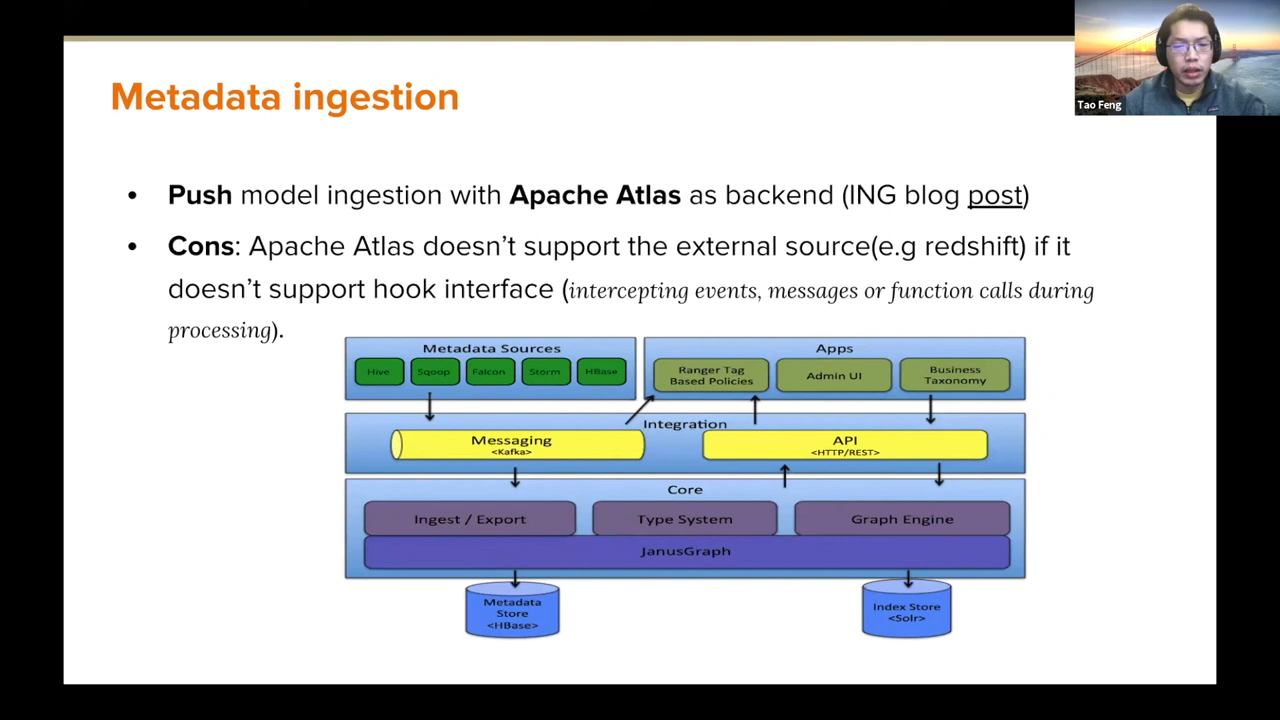 Metadata ingestion
Tao Feng
• Push model ingestion with Apache Atlas as backend (ING blog post)
• Cons: Apache Atlas doesn’t support the external source(e.g redshift) if it
doesn’t support hook interface (intercepting events, messages or function calls during
processing).
Metadata Sources
Hive Sqoop Falcon Storm HBase
Apps
Ranger Tag
Based Policies
Admin UI
Business
Taxonomy
Integration
Messaging
<Kafka>
API
<HTTP/REST>
Core
Ingest / Export
Type System
Graph Engine
JanusGraph
Metadata
Store
<HBase>
Index Store
<Solr>